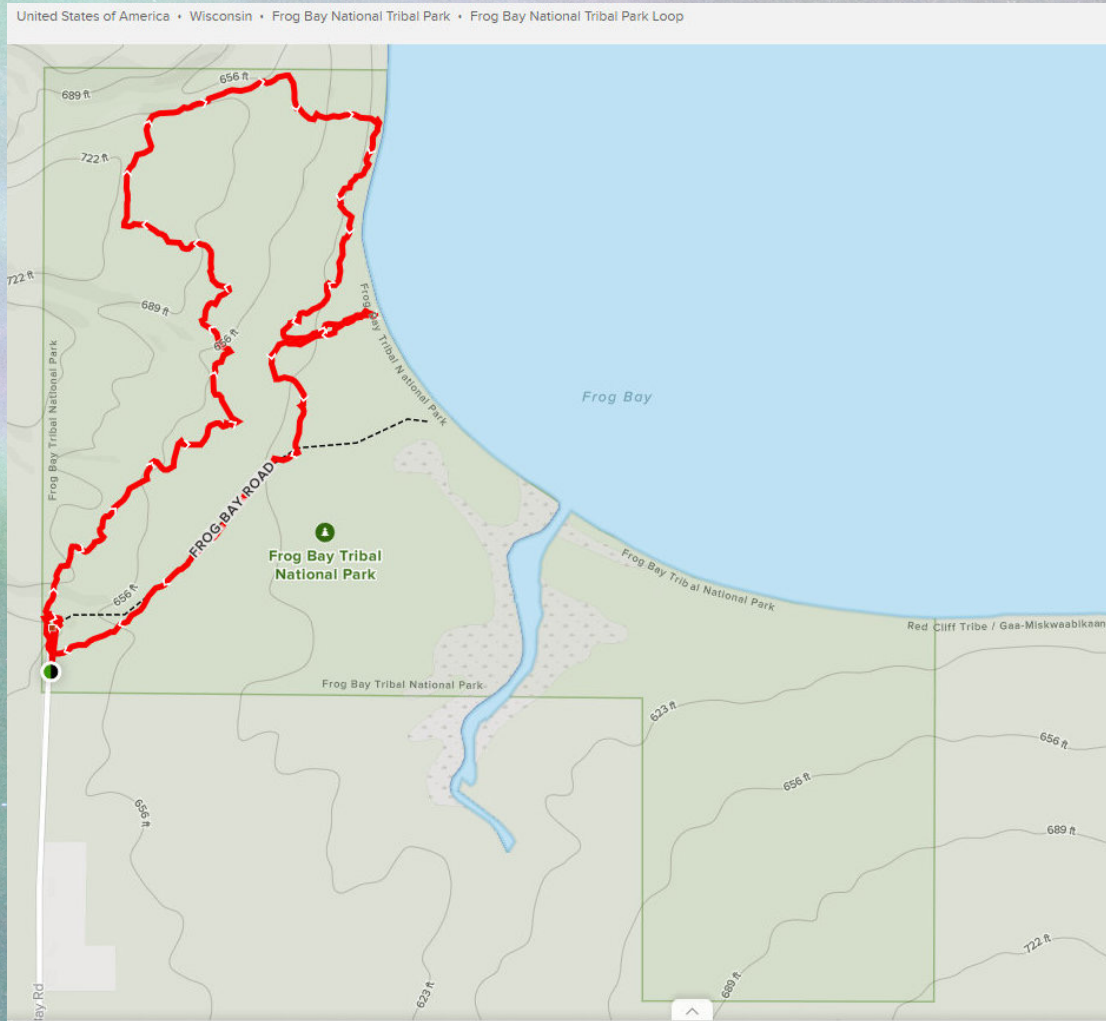 United States of America • Wisconsin • Frog Bay National Tribal Park • Frog Bay National Tribal Park Loop
656 ft
689 ft
722 ft
722 ft
689 ft
656 ft
Frog Bay Tribal National Park
Frog Bay Tribal National Park
Frog Bay
FROG BAY ROAD
Frog Bay Tribal
National Park
Frog Bay Tribal National Park
656 ft
Red Cliff Tribe / Gaa-Miskwaabikaan
Frog Bay Tribal National Park
623 ft
656 ft
656 ft
656 ft
689 ft
722 ft
689 ft
623 ft
Bay Rd